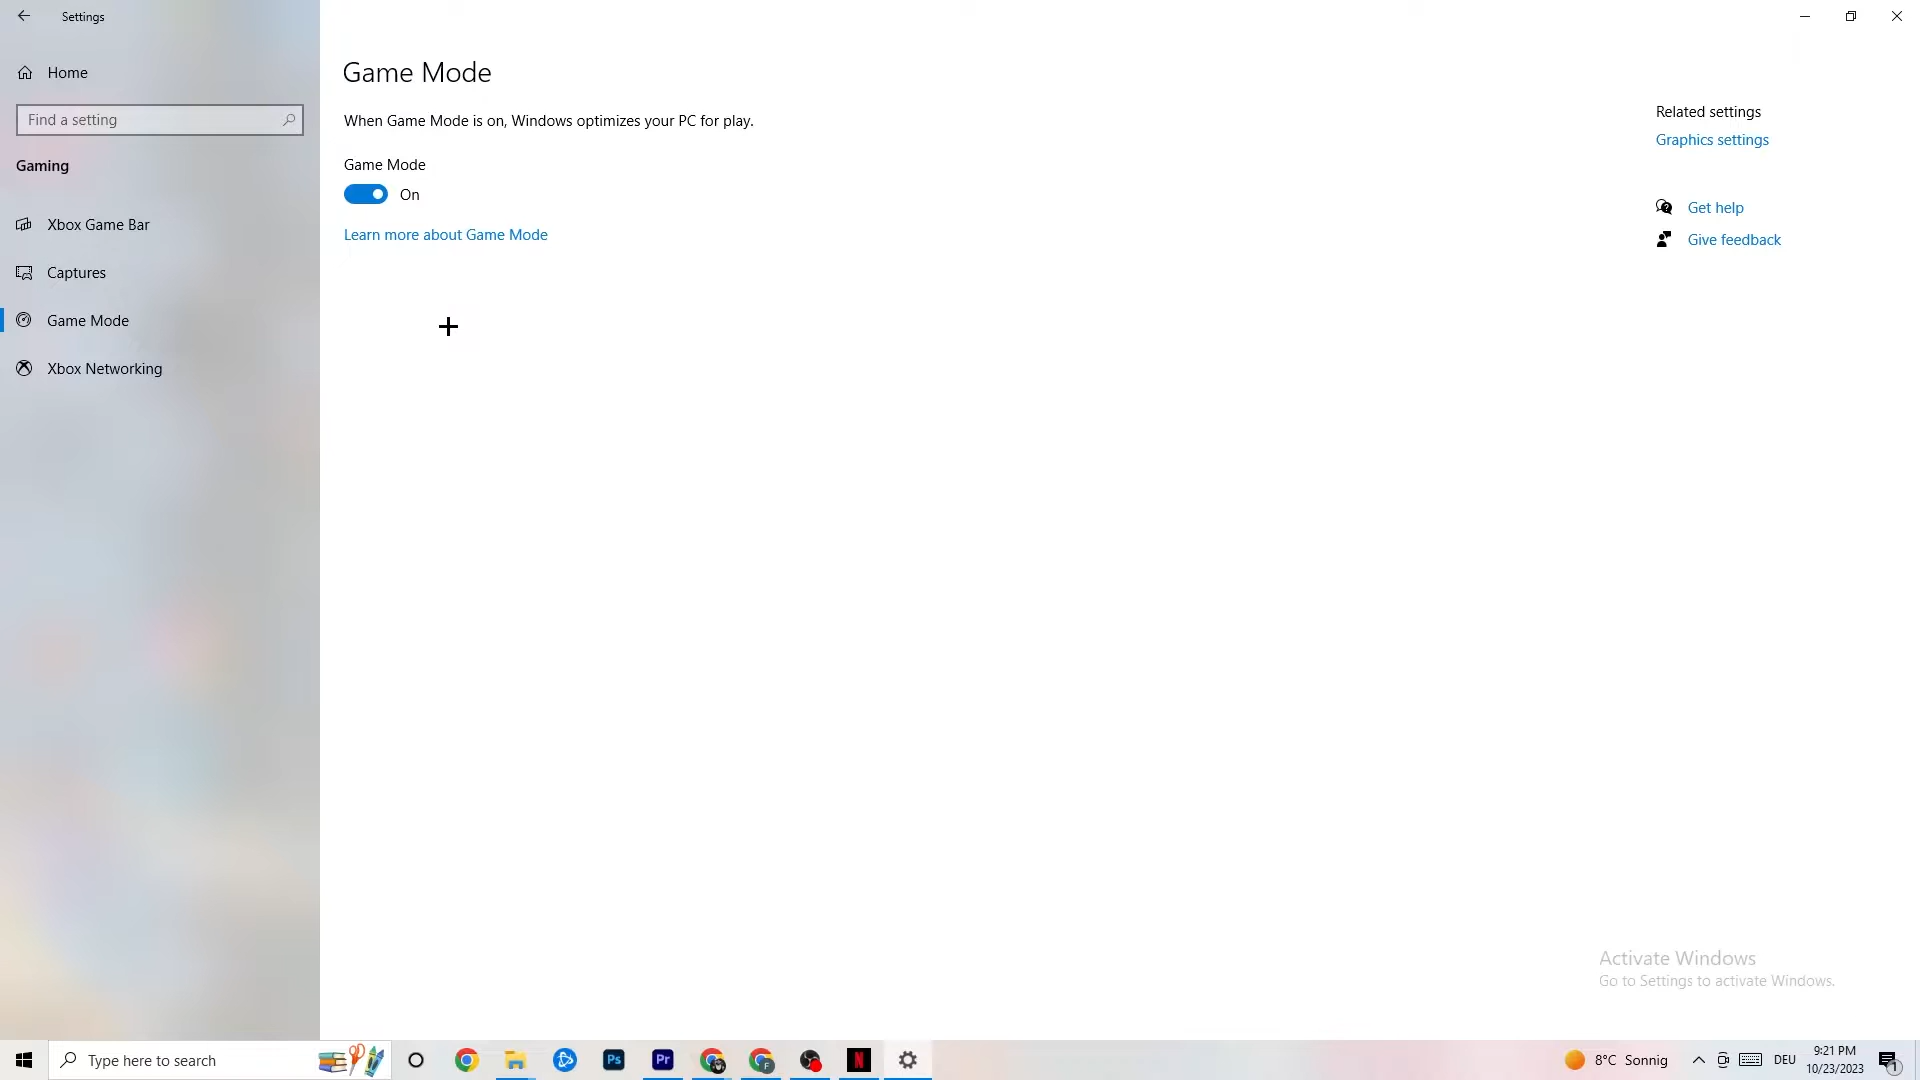 Settings
Home
Find a setting
Gaming
Xbox Game Bar
Captures
Game Mode
Xbox Networking
Game Mode
When Game Mode is on, Windows optimizes your PC for play.
Game Mode
On
Learn more about Game Mode
Related settings
Graphics settings
Get help
Give feedback
Activate Windows
Go to Settings to activate Windows.
Type here to search
Ps
Pr
F
N
8°C Sonnig
DEU
9:21 PM
10/23/2023
1